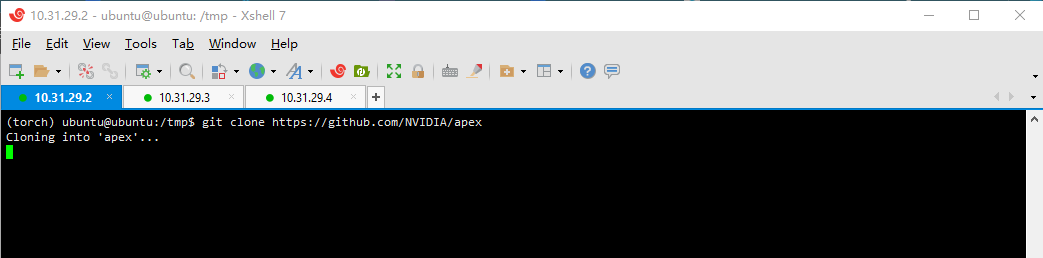 10.31.29.2 - ubuntu@ubuntu: /tmp - Xshell 7
File Edit View Tools Tab Window Help
10.31.29.2 10.31.29.3 10.31.29.4
(torch) ubuntu@ubuntu:/tmp$ git clone https://github.com/NVIDIA/apex
Cloning into 'apex'...